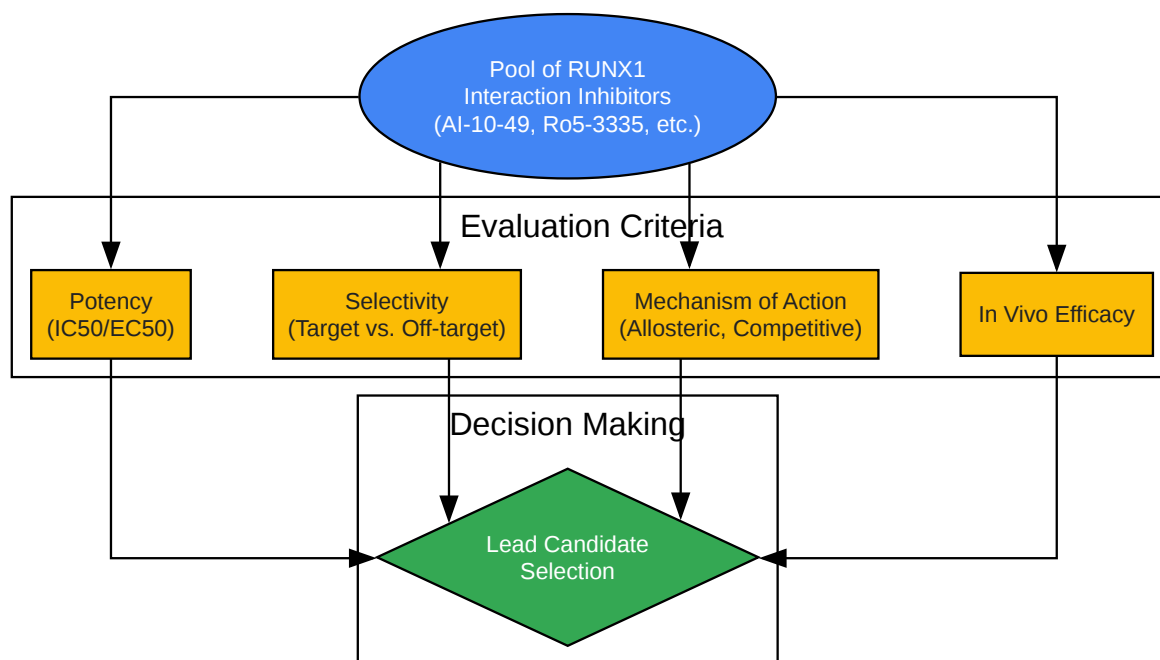 Pool of RUNX1
Interaction Inhibitors
(AI-10-49, Ro5-3335, etc.)
Evaluation Criteria
Potency
(IC50/EC50)
Selectivity
(Target vs. Off-target)
Mechanism of Action
(Allosteric, Competitive)
In Vivo Efficacy
Decision Making
Lead Candidate
Selection